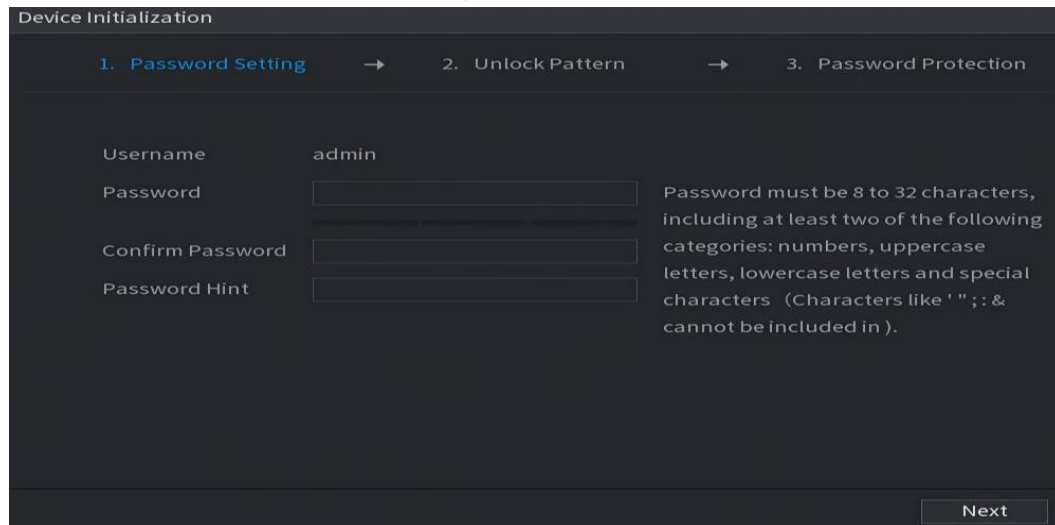 Device Initialization
1. Password Setting → 2. Unlock Pattern → 3. Password Protection
Username admin
Password
Password must be 8 to 32 characters,
including at least two of the following
Confirm Password
categories: numbers, uppercase
letters, lowercase letters and special
Password Hint
characters (Characters like ' " ; : &
cannot be included in ).
Next